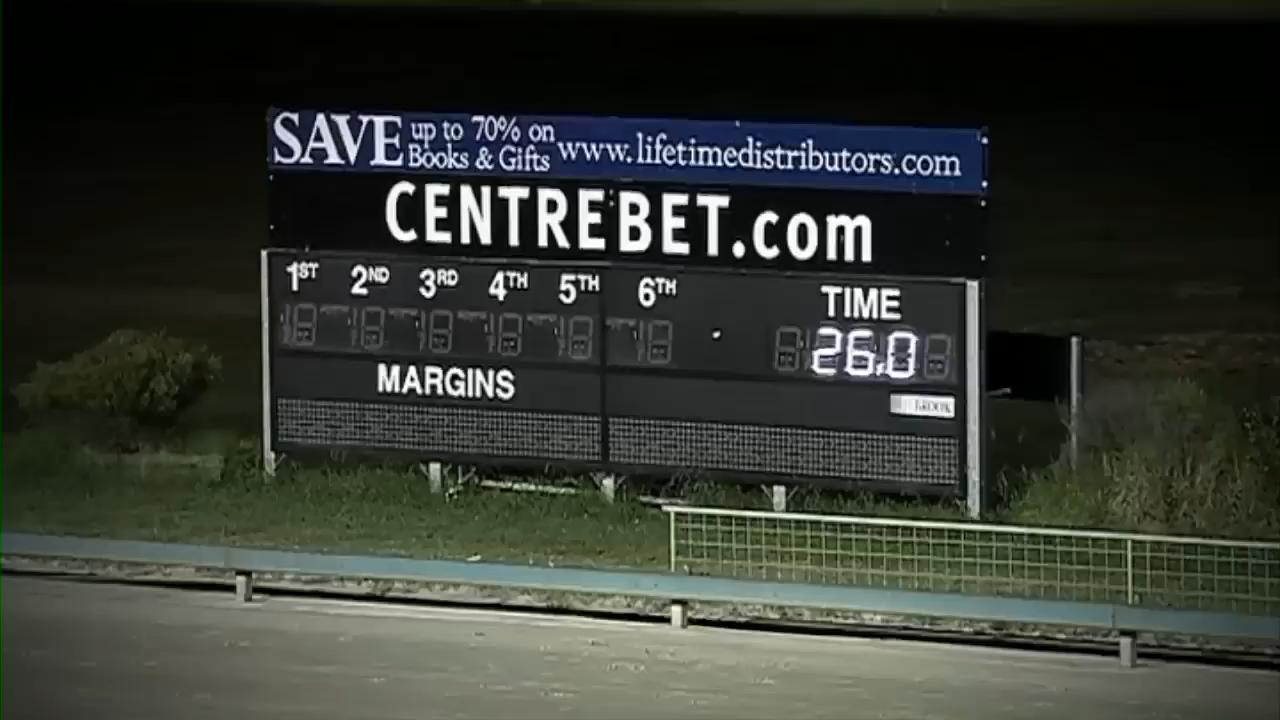 SAVE up to 70% on Books & Gifts www.lifetimedistributors.com
CENTREBET.com
1ST 2ND 3RD 4TH 5TH 6TH TIME
26.0
MARGINS